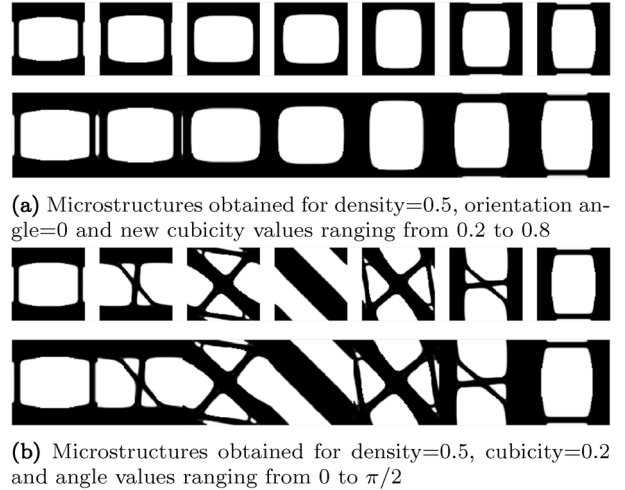 (a) Microstructures obtained for density=0.5, orientation an-
gle=0 and new cubicity values ranging from 0.2 to 0.8
(b) Microstructures obtained for density=0.5, cubicity=0.2
and angle values ranging from 0 to π/2